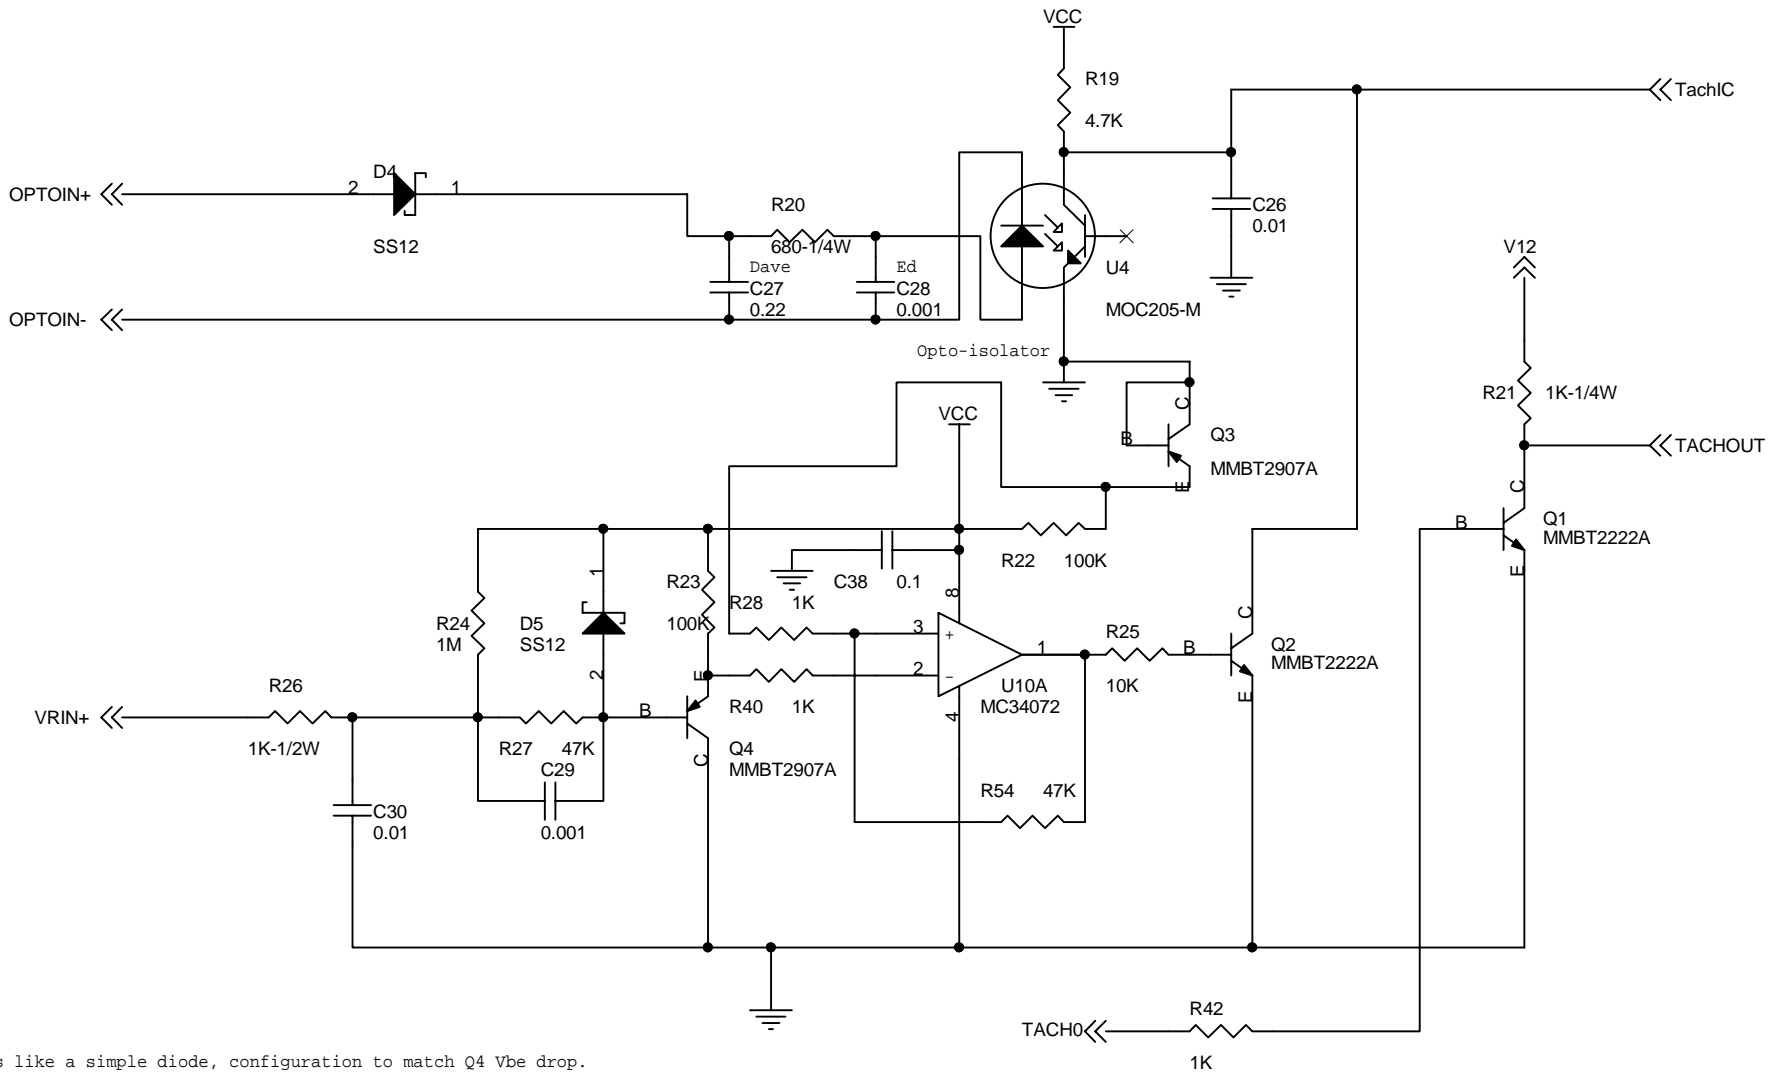 VCC
R19
4.7K
TachIC
OPTOIN+
2
D4
1
SS12
R20
680-1/4W
C26
0.01
Dave
C27
0.22
Ed
C28
0.001
U4
MOC205-M
V12
OPTOIN-
Opto-isolator
R21
1K-1/4W
VCC
C
B
Q3
MMBT2907A
E
TACHOUT
C
B
Q1
MMBT2222A
E
R22
100K
C38
0.1
1
8
R23
100K
R28
1K
R24
1M
D5
SS12
2
3
+
2
−
1
4
U10A
MC34072
R25
10K
B
C
Q2
MMBT2222A
E
E
R40
1K
R26
1K-1/2W
VRIN+
R27
47K
B
C
Q4
MMBT2907A
C29
0.001
C30
0.01
R54
47K
R42
1K
TACH0
s like a simple diode, configuration to match Q4 Vbe drop.